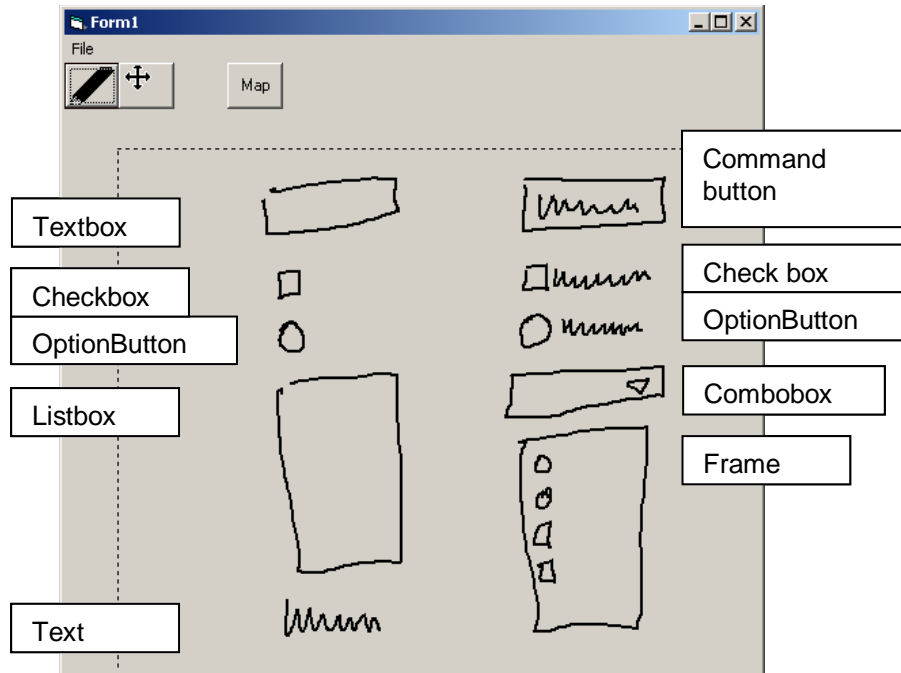 Form1
File
Map
Command
button
Textbox
Checkbox
Check box
OptionButton
OptionButton
Listbox
Combobox
Frame
Text